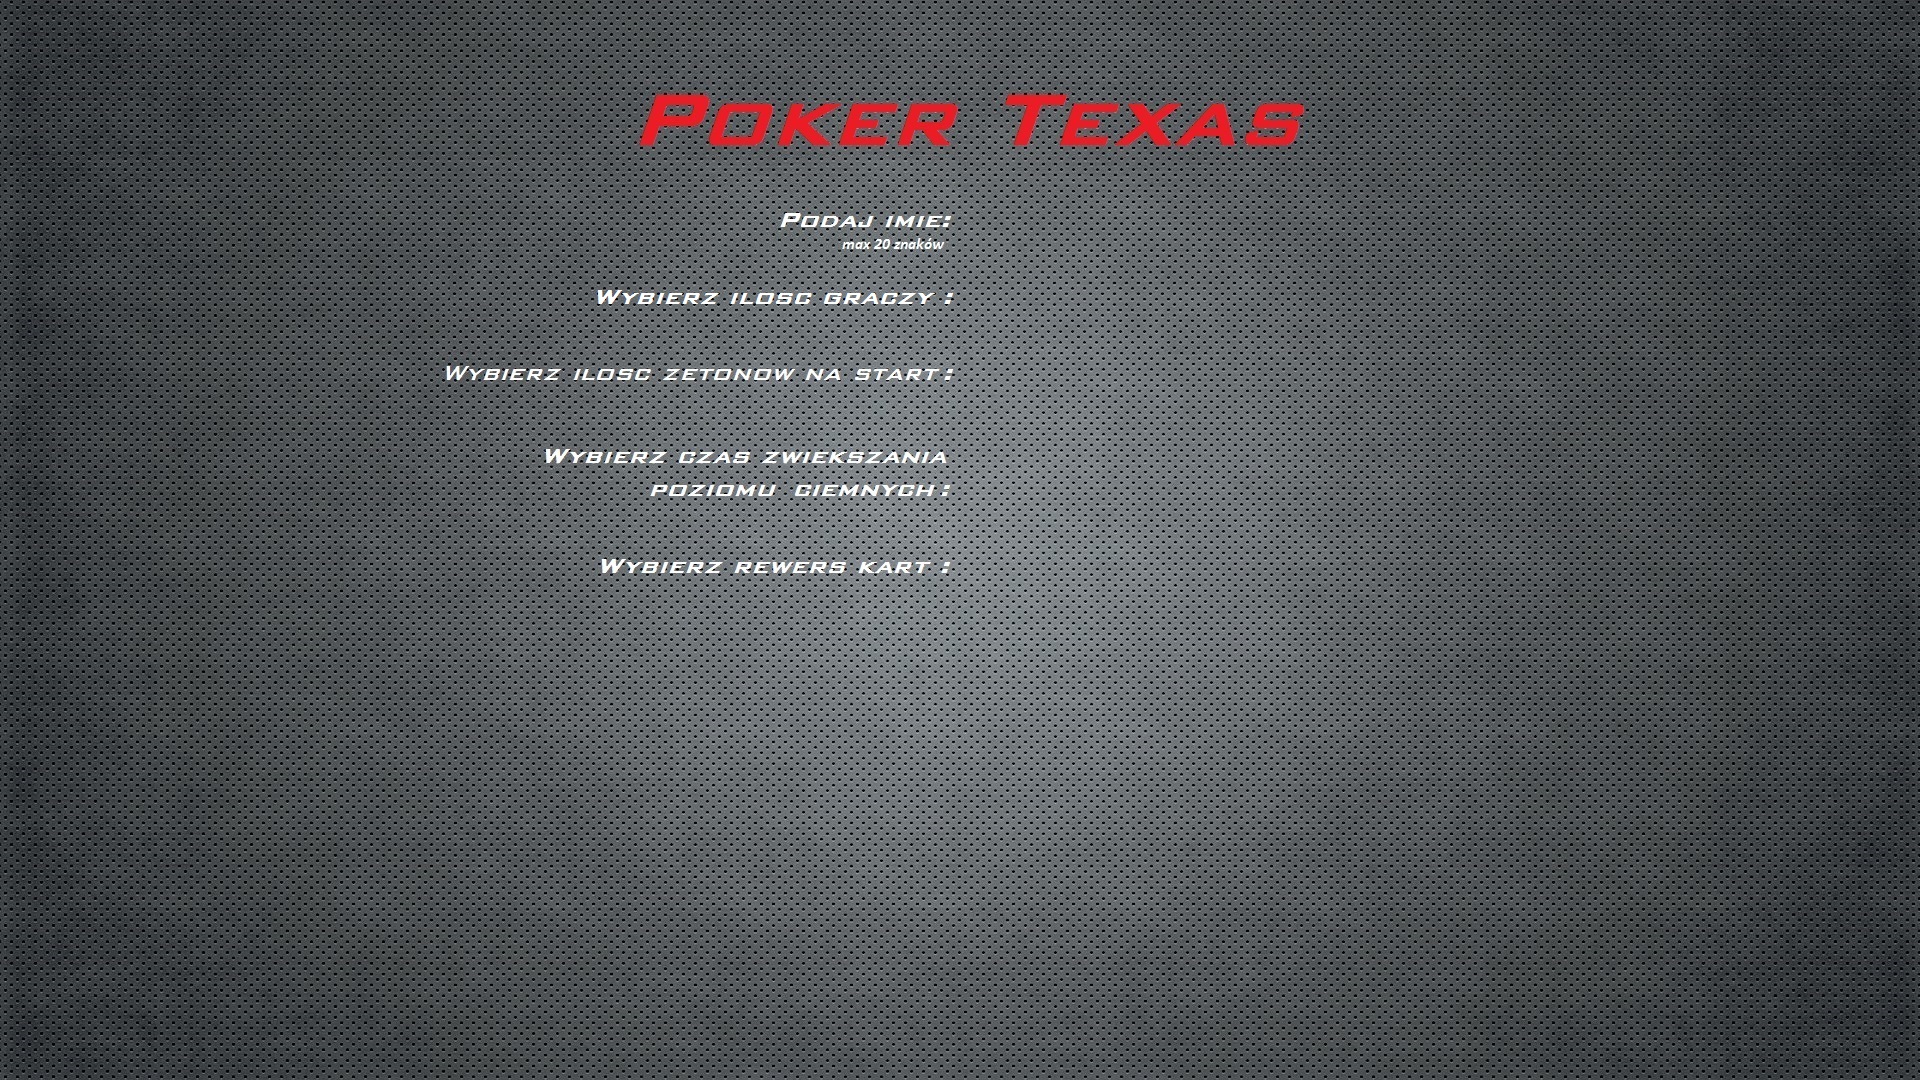 Poker Texas
Podaj imie:
max 20 znaków
Wybierz ilosc graczy :
Wybierz ilosc zetonow na start :
Wybierz czas zwiekszania
poziomu ciemnych :
Wybierz rewers kart :